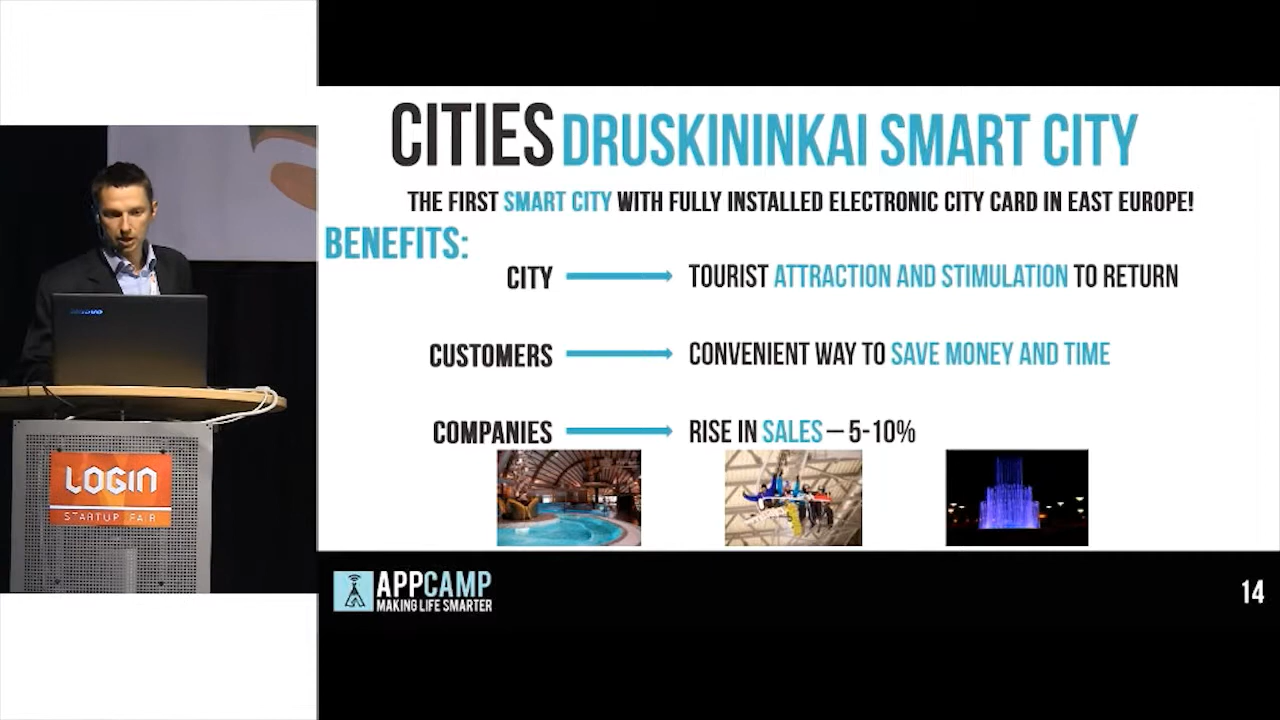 CITIES DRUSKININKAI SMART CITY
THE FIRST SMART CITY WITH FULLY INSTALLED ELECTRONIC CITY CARD IN EAST EUROPE!
BENEFITS:
CITY TOURIST ATTRACTION AND STIMULATION TO RETURN
CUSTOMERS CONVENIENT WAY TO SAVE MONEY AND TIME
COMPANIES RISE IN SALES – 5-10%
APPCAMP
MAKING LIFE SMARTER
14
lenovo
LOGIN
STARTUP FAIR